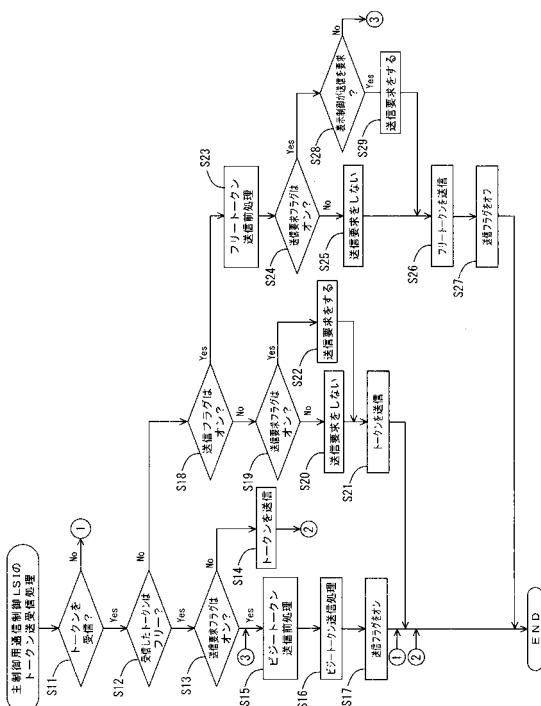 主制御用通信制御LSIの
トークン送受信処理
S11
トークンを
受信?
No
①
Yes
S12
受信したトークンは
フリー?
No
Yes
S13
送信要求フラグは
オン?
No
S14
トークンを送信
②
Yes
③
S15
ビジートークン
送信前処理
S16
ビジートークン送信処理
S17
送信フラグをオン
①
②
S18
送信フラグは
オン?
Yes
No
S19
送信要求フラグは
オン?
Yes
No
S20
送信要求をしない
S22
送信要求をする
S21
トークンを送信
S23
フリートークン
送信前処理
S24
送信要求フラグは
オン?
Yes
No
S25
送信要求をしない
S28
表示制御が送信を要求
?
No
③
Yes
S29
送信要求をする
S26
フリートークンを送信
S27
送信フラグをオフ
END